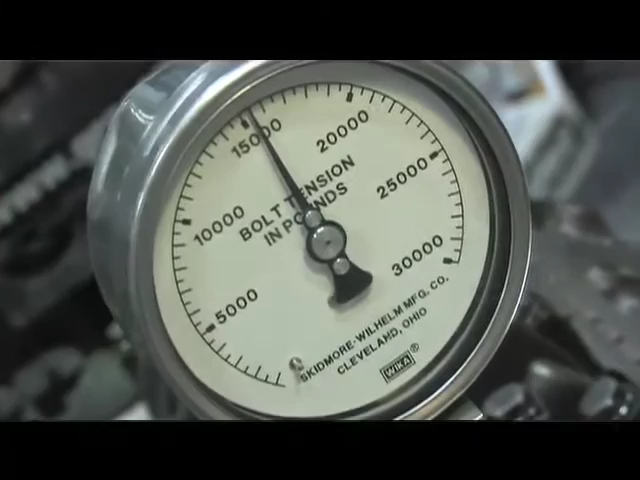 15000
20000
25000
10000
30000
5000
BOLT TENSION
IN POUNDS
SKIDMORE-WILHELM MFG. CO.
CLEVELAND, OHIO
WIKA®